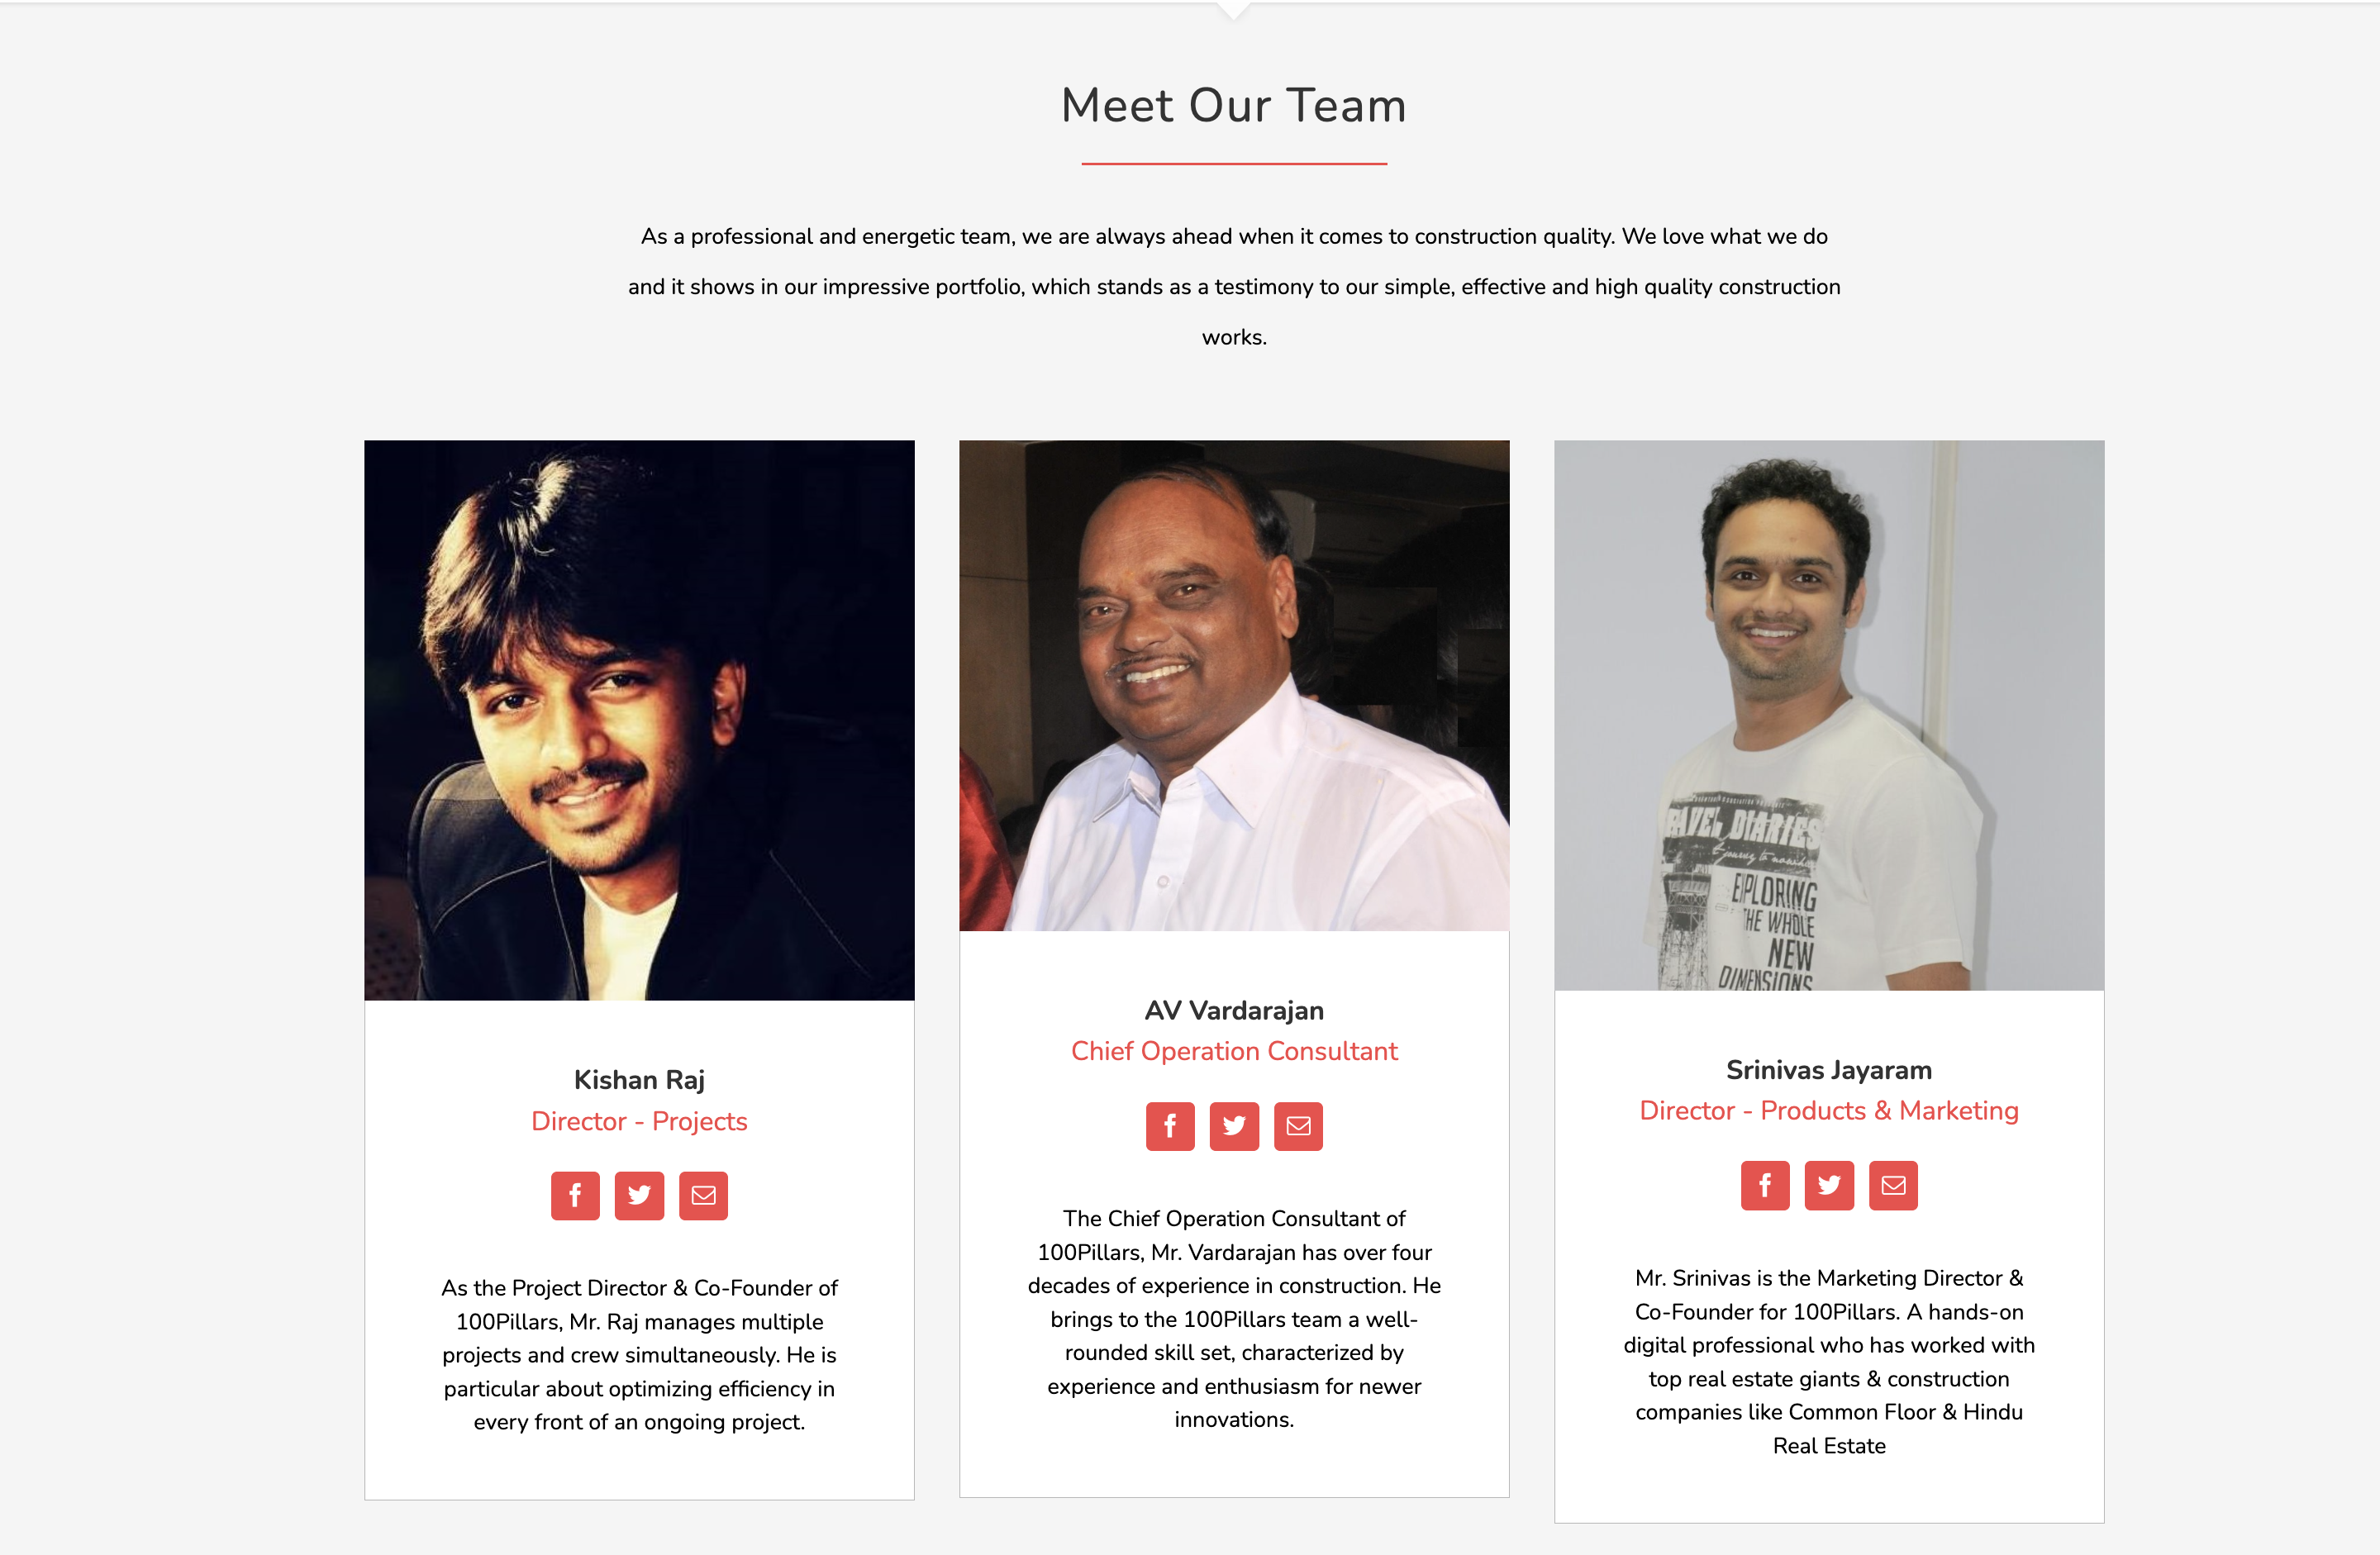 Meet Our Team
As a professional and energetic team, we are always ahead when it comes to construction quality. We love what we do
and it shows in our impressive portfolio, which stands as a testimony to our simple, effective and high quality construction
works.
Kishan Raj
Director - Projects
As the Project Director & Co-Founder of
100Pillars, Mr. Raj manages multiple
projects and crew simultaneously. He is
particular about optimizing efficiency in
every front of an ongoing project.
AV Vardarajan
Chief Operation Consultant
The Chief Operation Consultant of
100Pillars, Mr. Vardarajan has over four
decades of experience in construction. He
brings to the 100Pillars team a well-
rounded skill set, characterized by
experience and enthusiasm for newer
innovations.
RAVEL DIARIES
EXPLORING
THE WHOLE
NEW
DIMENSIONS
Srinivas Jayaram
Director - Products & Marketing
Mr. Srinivas is the Marketing Director &
Co-Founder for 100Pillars. A hands-on
digital professional who has worked with
top real estate giants & construction
companies like Common Floor & Hindu
Real Estate